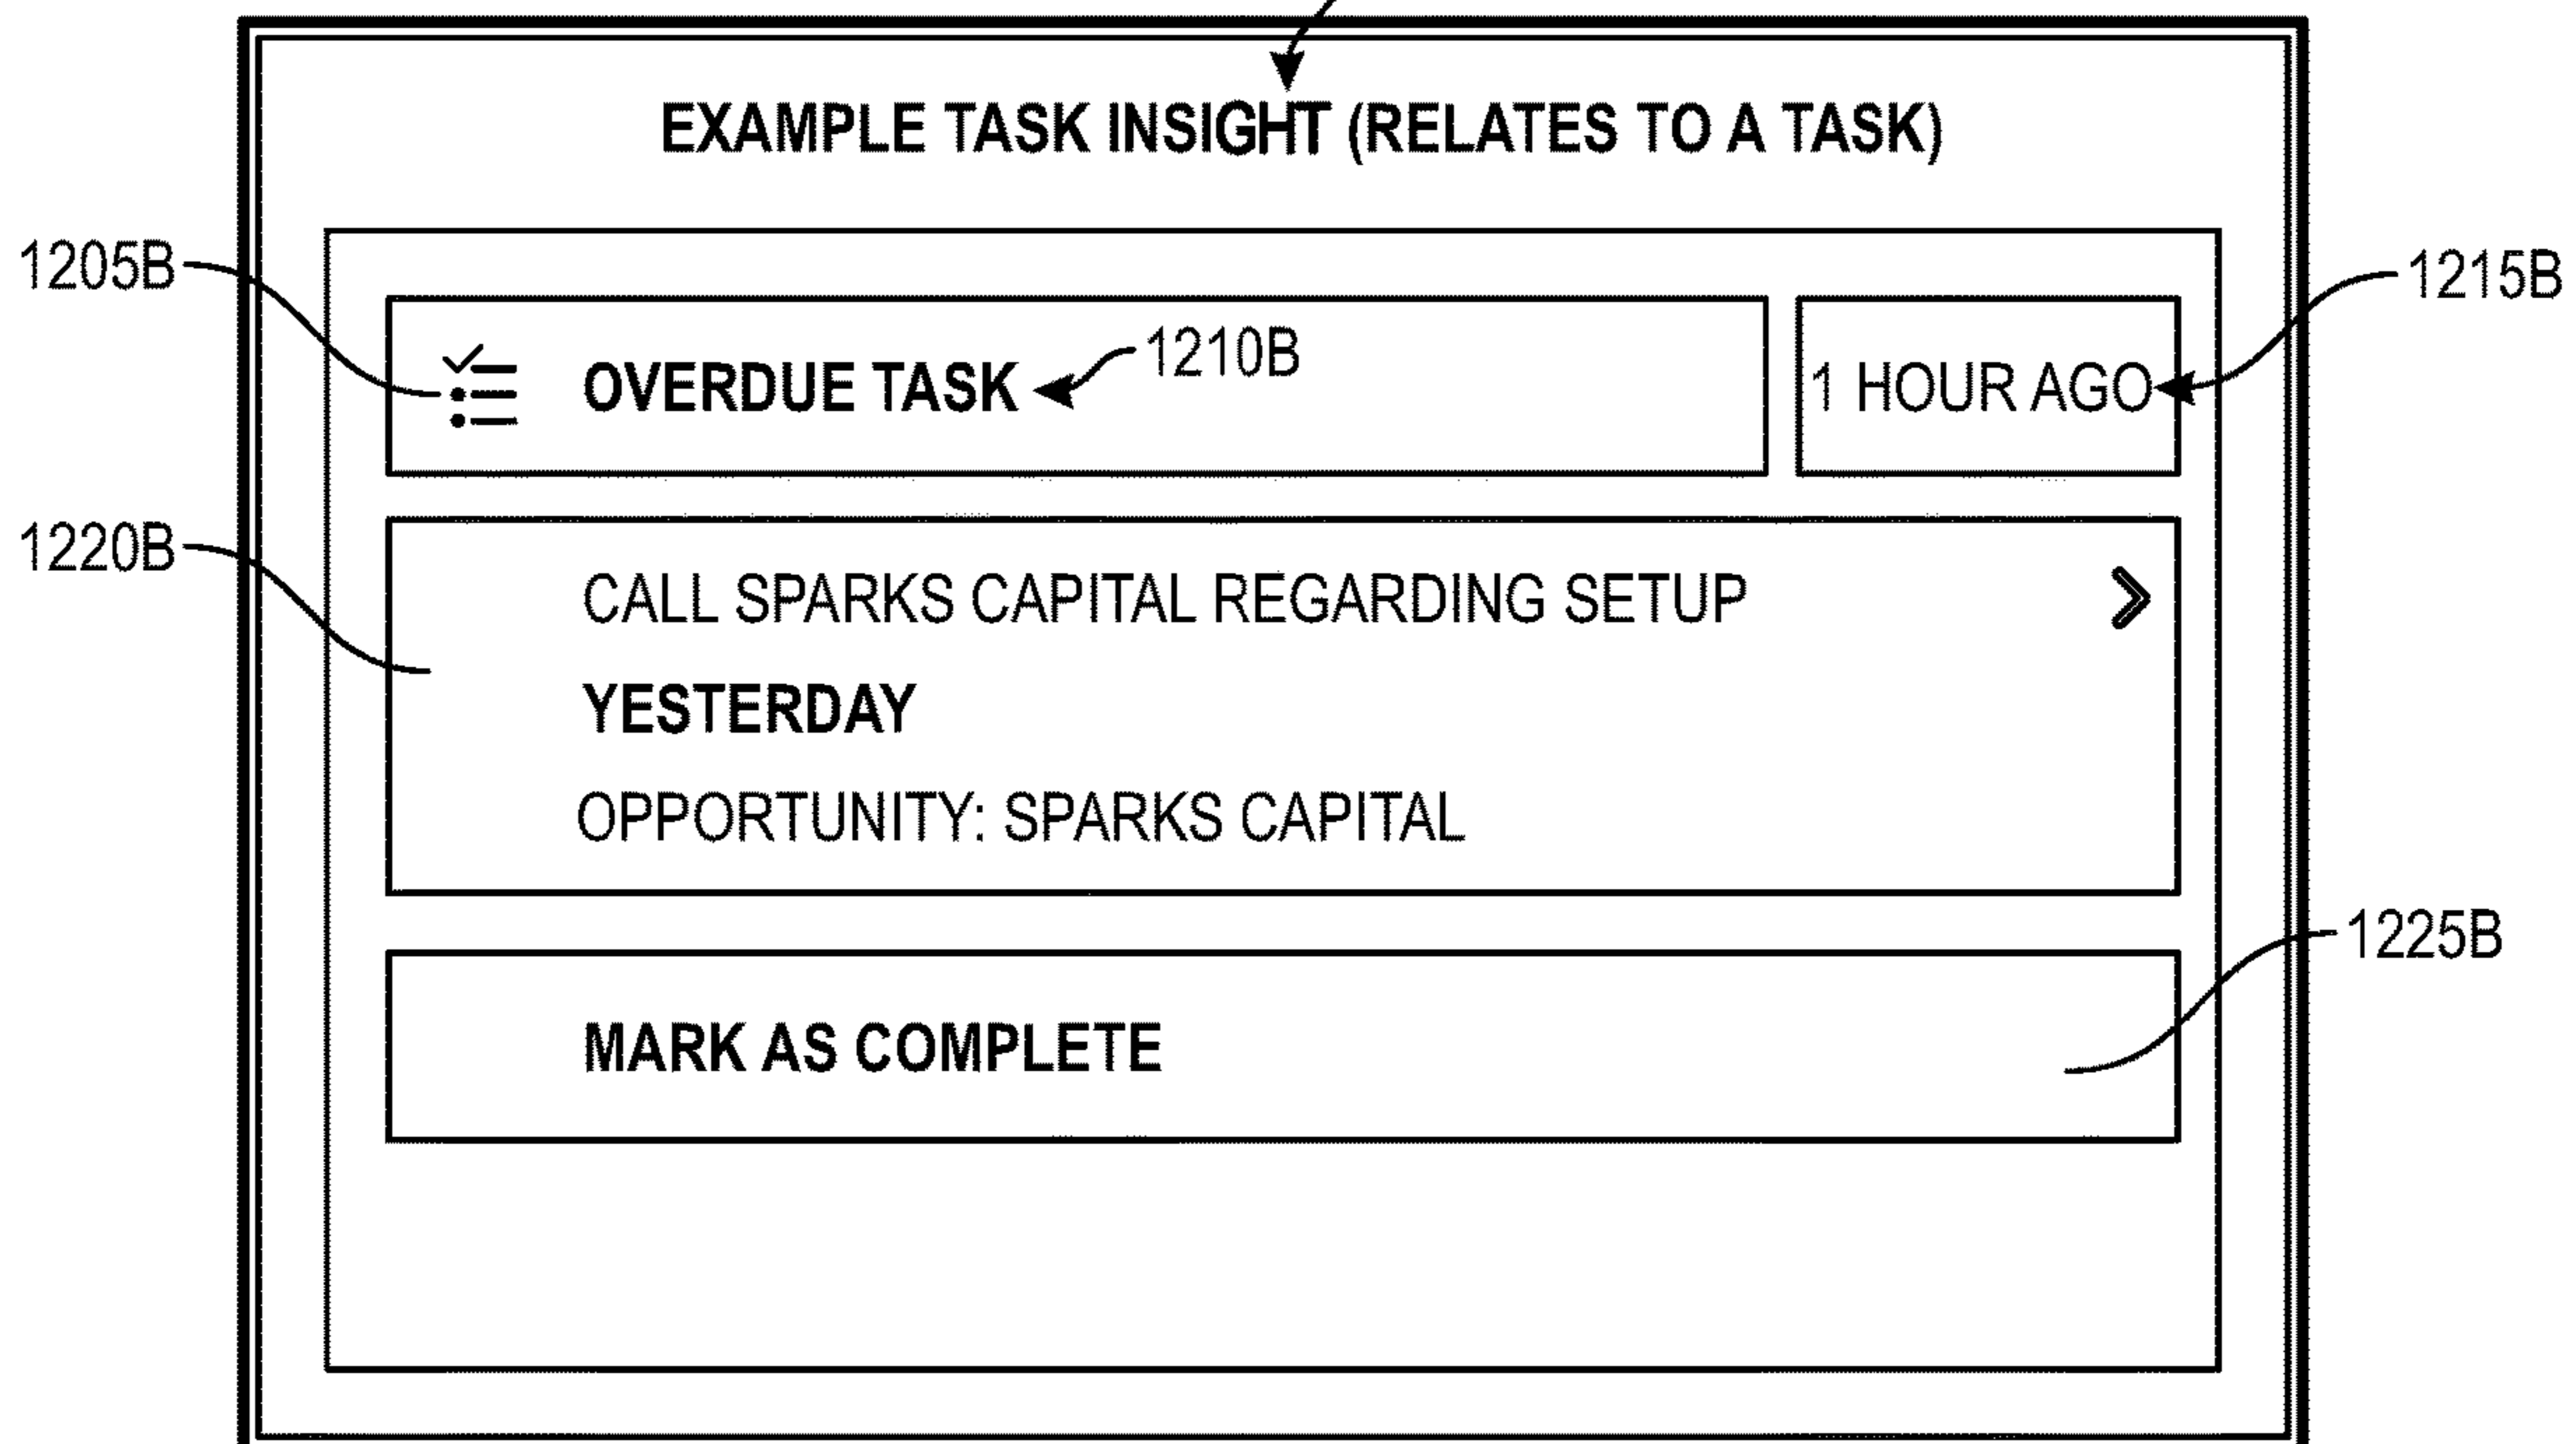 EXAMPLE TASK INSIGHT (RELATES TO A TASK)
1205B
1215B
OVERDUE TASK
1210B
1 HOUR AGO
1220B
CALL SPARKS CAPITAL REGARDING SETUP
YESTERDAY
OPPORTUNITY: SPARKS CAPITAL
1225B
MARK AS COMPLETE